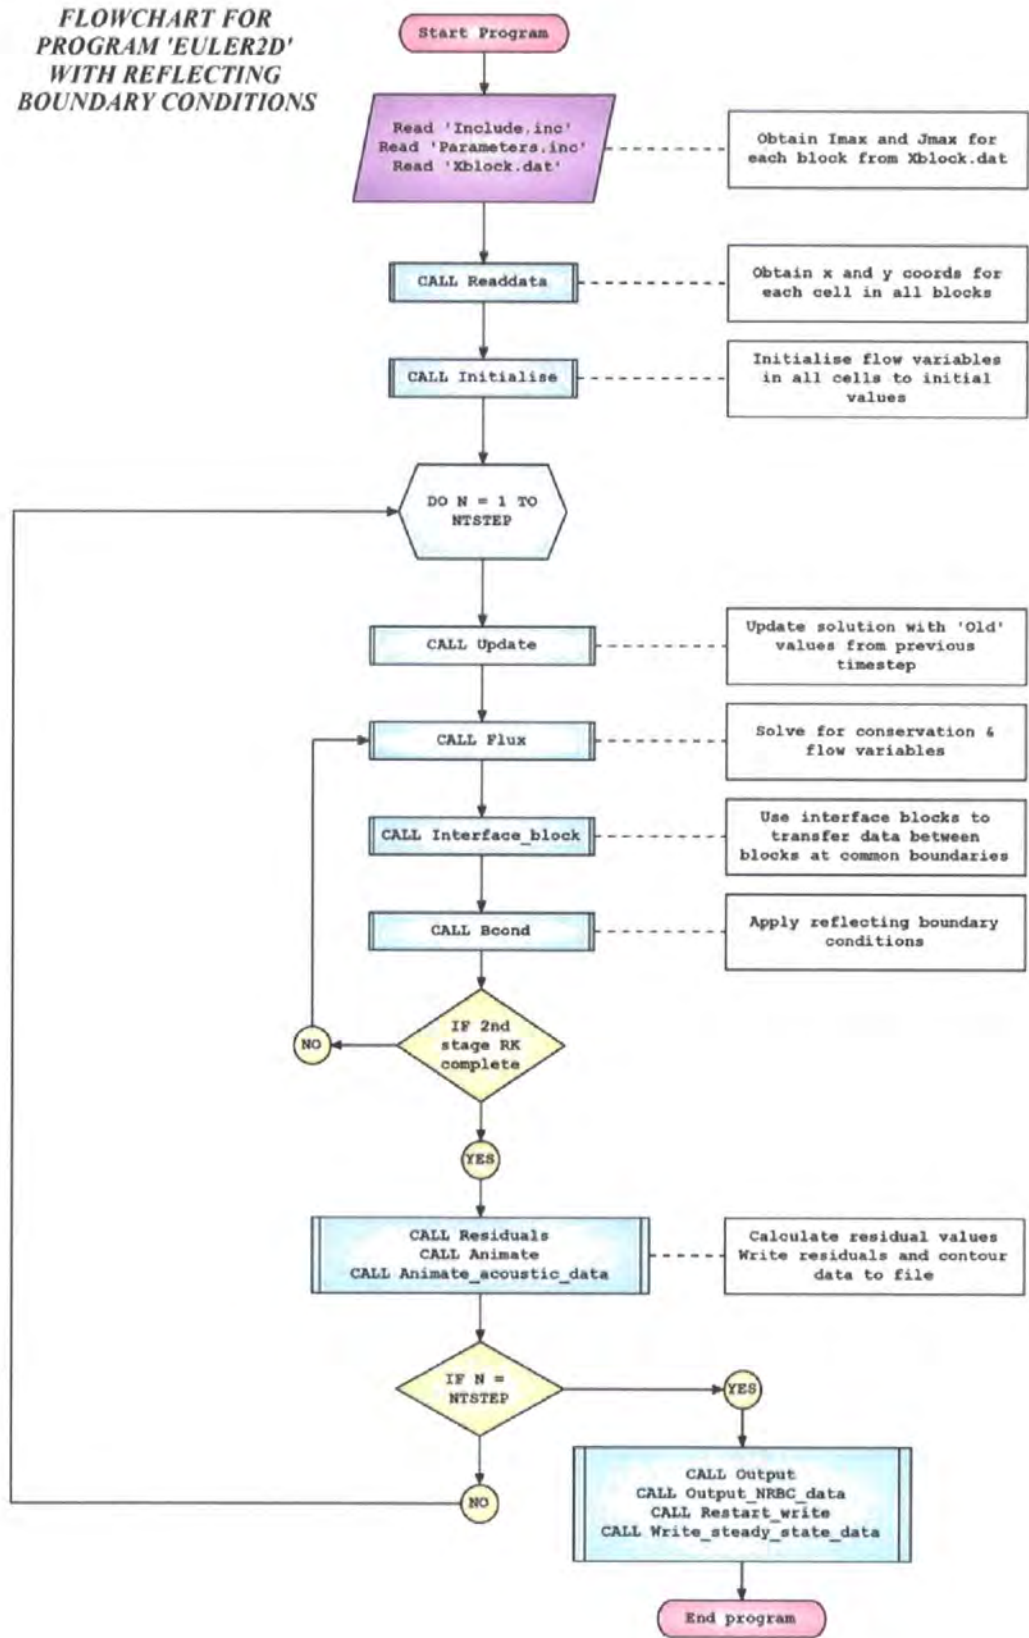 FLOWCHART FOR
PROGRAM 'EULER2D'
WITH REFLECTING
BOUNDARY CONDITIONS
Start Program
Read 'Include.inc'
Read 'Parameters.inc'
Read 'Xblock.dat'
Obtain Imax and Jmax for
each block from Xblock.dat
CALL Readdata
Obtain x and y coords for
each cell in all blocks
CALL Initialise
Initialise flow variables
in all cells to initial
values
DO N = 1 TO
NTSTEP
CALL Update
Update solution with 'Old'
values from previous
timestep
CALL Flux
Solve for conservation &
flow variables
CALL Interface_block
Use interface blocks to
transfer data between
blocks at common boundaries
CALL Bcond
Apply reflecting boundary
conditions
IF 2nd
stage RK
complete
NO
YES
CALL Residuals
CALL Animate
CALL Animate_acoustic_data
Calculate residual values
Write residuals and contour
data to file
IF N =
NTSTEP
YES
NO
CALL Output
CALL Output_NRBC_data
CALL Restart_write
CALL Write_steady_state_data
End program